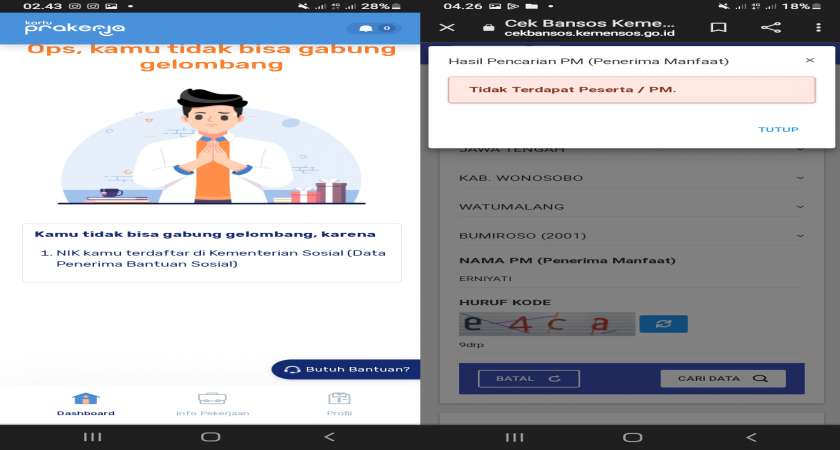 02.43
28%
kartu
prakerja
0
Ops, kamu tidak bisa gabung
gelombang
Kamu tidak bisa gabung gelombang, karena
1. NIK kamu terdaftar di Kementerian Sosial (Data
Penerima Bantuan Sosial)
Butuh Bantuan?
Dashboard
Info Pekerjaan
Profil
04.26
18%
Cek Bansos Keme...
cekbansos.kemensos.go.id
Hasil Pencarian PM (Penerima Manfaat)
Tidak Terdapat Peserta / PM.
TUTUP
JAWA TENGAH
KAB. WONOSOBO
WATUMALANG
BUMIROSO (2001)
NAMA PM (Penerima Manfaat)
ERNIYATI
HURUF KODE
e 4 c a
9drp
BATAL
CARI DATA